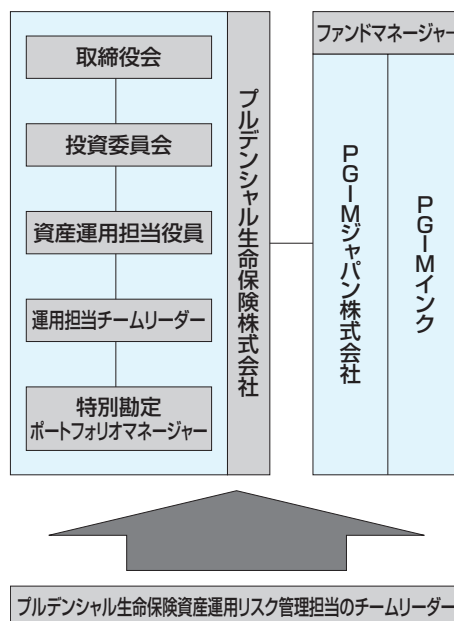 取締役会
投資委員会
資産運用担当役員
運用担当チームリーダー
特別勘定
ポートフォリオマネージャー
プルデンシャル生命保険株式会社
ファンドマネージャー
PGIMジャパン株式会社
PGIMインク
プルデンシャル生命保険資産運用リスク管理担当のチームリーダー